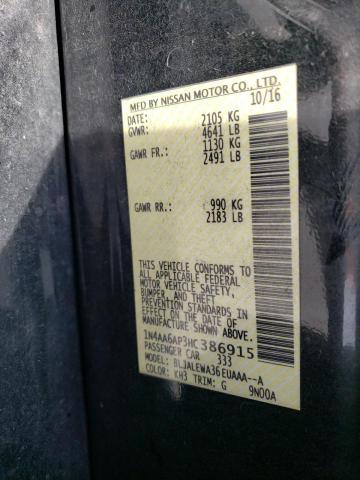 MFD BY NISSAN MOTOR CO., LTD.
DATE: 10/16
GVWR: 2105 KG
4641 LB
GAWR FR.: 1130 KG
2491 LB
GAWR RR.: 990 KG
2183 LB
THIS VEHICLE CONFORMS TO
ALL APPLICABLE FEDERAL
MOTOR VEHICLE SAFETY,
BUMPER, AND THEFT
PREVENTION STANDARDS
IN EFFECT ON THE DATE OF
MANUFACTURE SHOWN ABOVE.
1N4AA6AP3HC386915
PASSENGER CAR 333
MODEL: BLJALEWA36EUAAA--A
COLOR: KH3 TRIM: G 9N00A